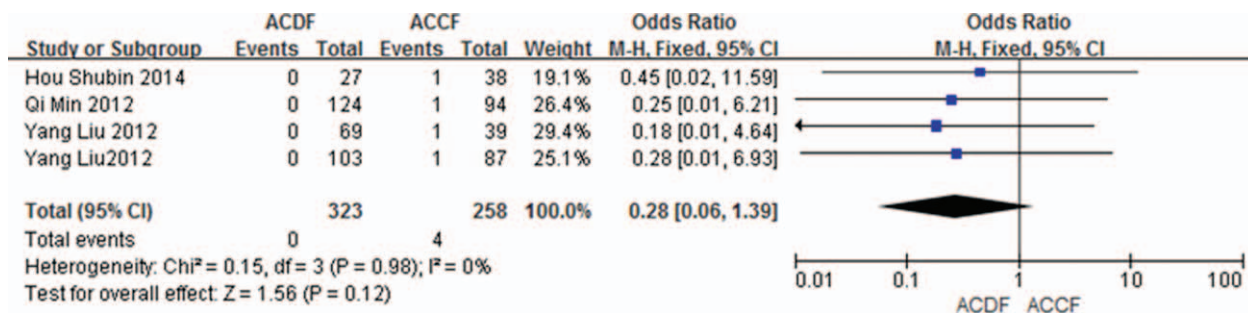 ACDF ACCF Odds Ratio Odds Ratio
Study or Subgroup Events Total Events Total Weight M-H, Fixed, 95% CI M-H, Fixed, 95% CI
Hou Shubin 2014 0 27 1 38 19.1% 0.45 [0.02, 11.59]
Qi Min 2012 0 124 1 94 26.4% 0.25 [0.01, 6.21]
Yang Liu 2012 0 69 1 39 29.4% 0.18 [0.01, 4.64]
Yang Liu2012 0 103 1 87 25.1% 0.28 [0.01, 6.93]
Total (95% CI) 323 258 100.0% 0.28 [0.06, 1.39]
Total events 0 4
Heterogeneity: Chi² = 0.15, df = 3 (P = 0.98); I² = 0%
Test for overall effect: Z = 1.56 (P = 0.12)
0.01 0.1 1 10 100
ACDF ACCF